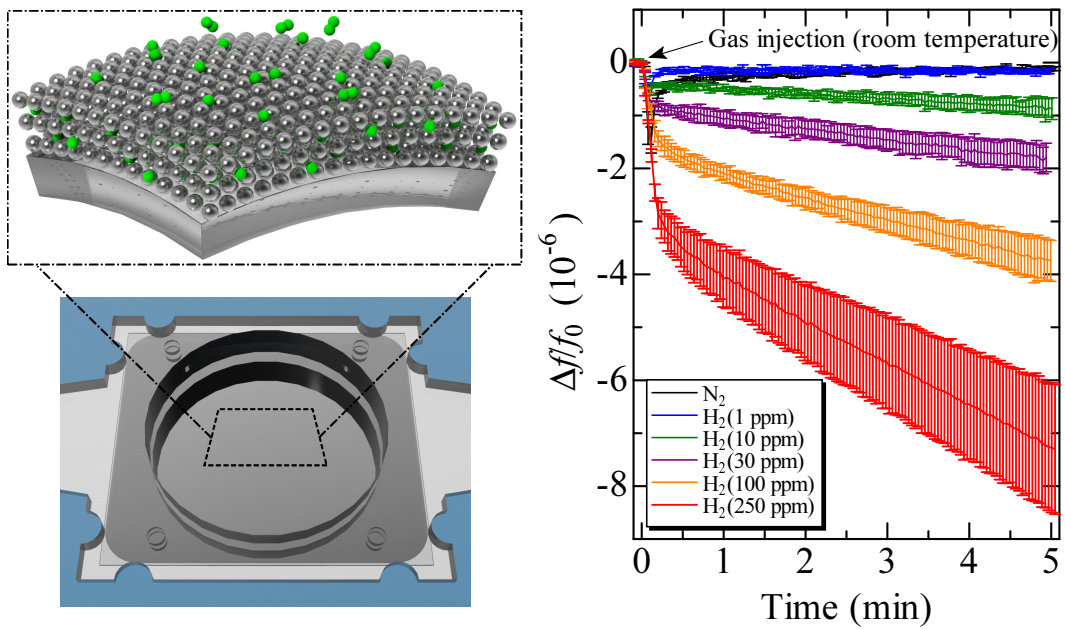 Gas injection (room temperature)
0
-2
-4
-6
-8
Δf/f0 (10-6)
N2
H2(1 ppm)
H2(10 ppm)
H2(30 ppm)
H2(100 ppm)
H2(250 ppm)
0 1 2 3 4 5
Time (min)